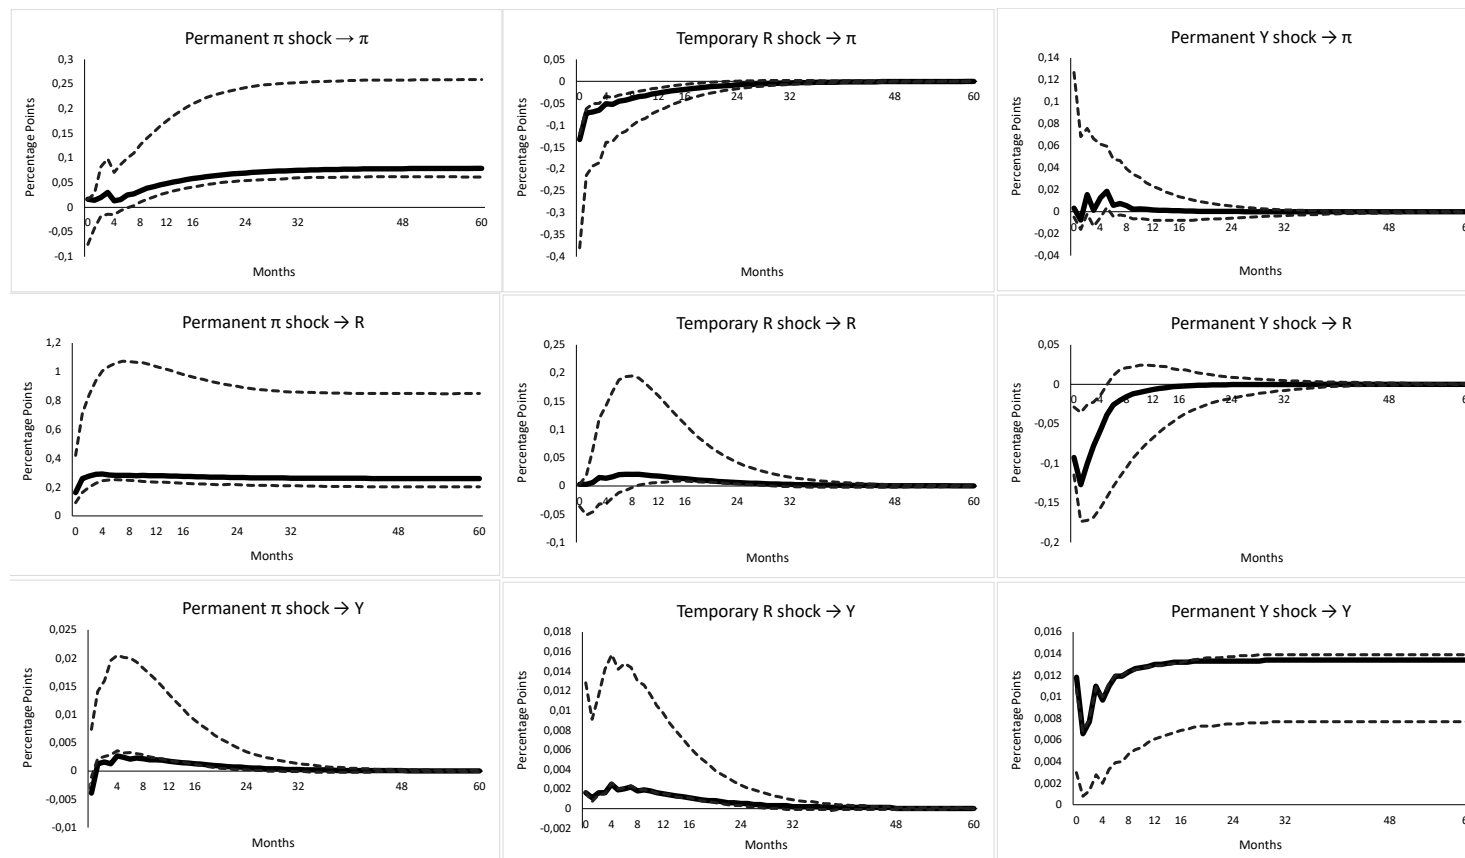 Permanent π shock → π
Percentage Points
0,3
0,25
0,2
0,15
0,1
0,05
0
-0,05
-0,1
0 4 8 12 16 24 32 48 60
Months
Temporary R shock → π
Percentage Points
0,05
0
-0,05
-0,1
-0,15
-0,2
-0,25
-0,3
-0,35
-0,4
0 4 8 12 16 24 32 48 60
Months
Permanent Y shock → π
Percentage Points
0,14
0,12
0,1
0,08
0,06
0,04
0,02
0
-0,02
-0,04
0 4 8 12 16 24 32 48
Months
Permanent π shock → R
Percentage Points
1,2
1
0,8
0,6
0,4
0,2
0
0 4 8 12 16 24 32 48 60
Months
Temporary R shock → R
Percentage Points
0,25
0,2
0,15
0,1
0,05
0
-0,05
-0,1
0 4 8 12 16 24 32 48 60
Months
Permanent Y shock → R
Percentage Points
0,05
0
-0,05
-0,1
-0,15
-0,2
0 4 8 12 16 24 32 48
Months
Permanent π shock → Y
Percentage Points
0,025
0,02
0,015
0,01
0,005
0
-0,005
-0,01
0 4 8 12 16 24 32 48 60
Months
Temporary R shock → Y
Percentage Points
0,018
0,016
0,014
0,012
0,01
0,008
0,006
0,004
0,002
0
-0,002
0 4 8 12 16 24 32 48 60
Months
Permanent Y shock → Y
Percentage Points
0,016
0,014
0,012
0,01
0,008
0,006
0,004
0,002
0
0 4 8 12 16 24 32 48
Months